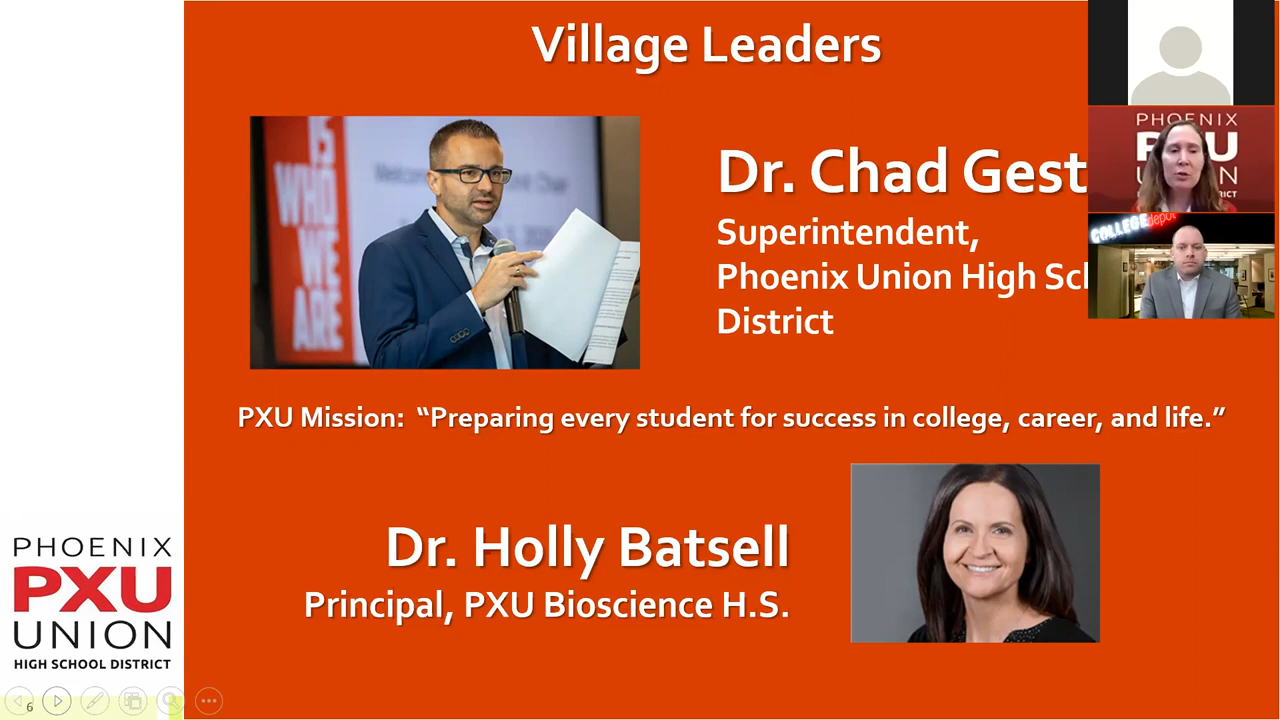 Village Leaders
IS
WHO
WE
ARE
Dr. Chad Gest
Superintendent,
Phoenix Union High Sc
District
PHOENIX
PXU
UNION
COLLEGE depot
PXU Mission: “Preparing every student for success in college, career, and life.”
Dr. Holly Batsell
Principal, PXU Bioscience H.S.
PHOENIX
PXU
UNION
HIGH SCHOOL DISTRICT
6